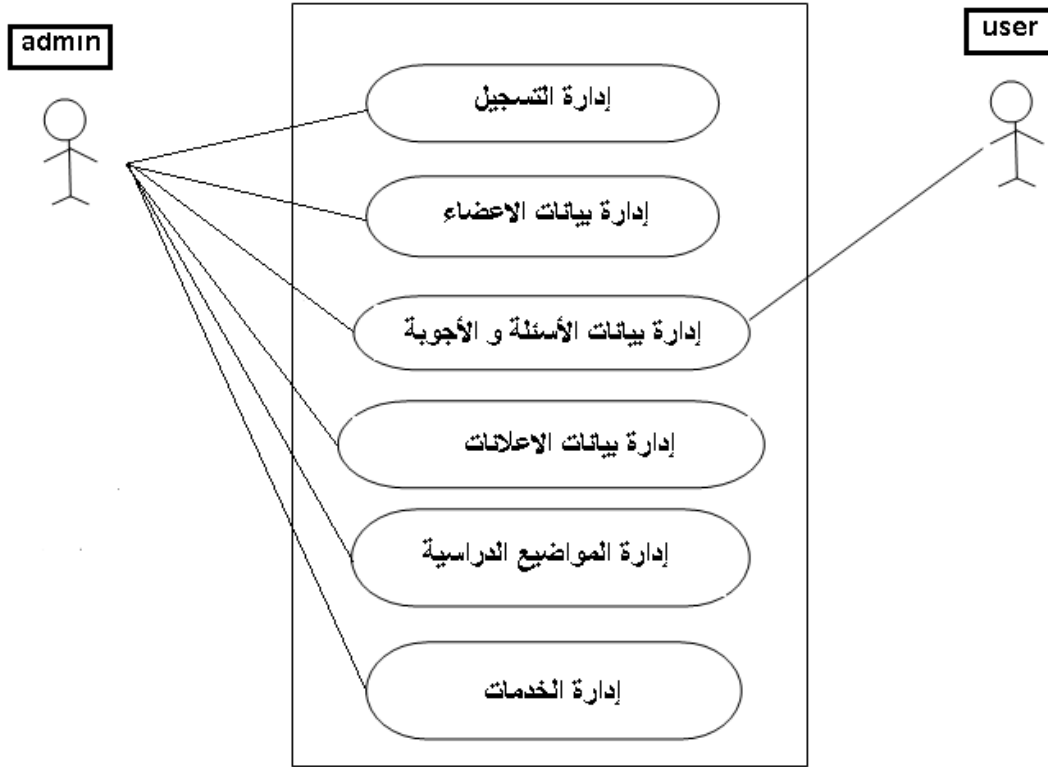 admin
user
إدارة التسجيل
إدارة بيانات الاعضاء
إدارة بيانات الأسئلة و الأجوبة
إدارة بيانات الاعلانات
إدارة المواضيع الدراسية
إدارة الخدمات